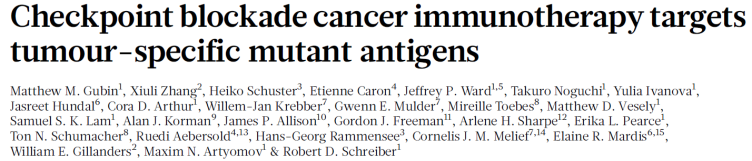 Checkpoint blockade cancer immunotherapy targets
tumour-specific mutant antigens
Matthew M. Gubin¹, Xiuli Zhang², Heiko Schuster³, Etienne Caron⁴, Jeffrey P. Ward¹,⁵, Takuro Noguchi¹, Yulia Ivanova¹,
Jasreet Hundal⁶, Cora D. Arthur¹, Willem-Jan Krebber⁷, Gwenn E. Mulder⁷, Mireille Toebes⁸, Matthew D. Vesely¹,
Samuel S. K. Lam¹, Alan J. Korman⁹, James P. Allison¹⁰, Gordon J. Freeman¹¹, Arlene H. Sharpe¹², Erika L. Pearce¹,
Ton N. Schumacher⁸, Ruedi Aebersold⁴,¹³, Hans-Georg Rammensee³, Cornelis J. M. Melief⁷,¹⁴, Elaine R. Mardis⁶,¹⁵,
William E. Gillanders², Maxim N. Artyomov¹ & Robert D. Schreiber¹